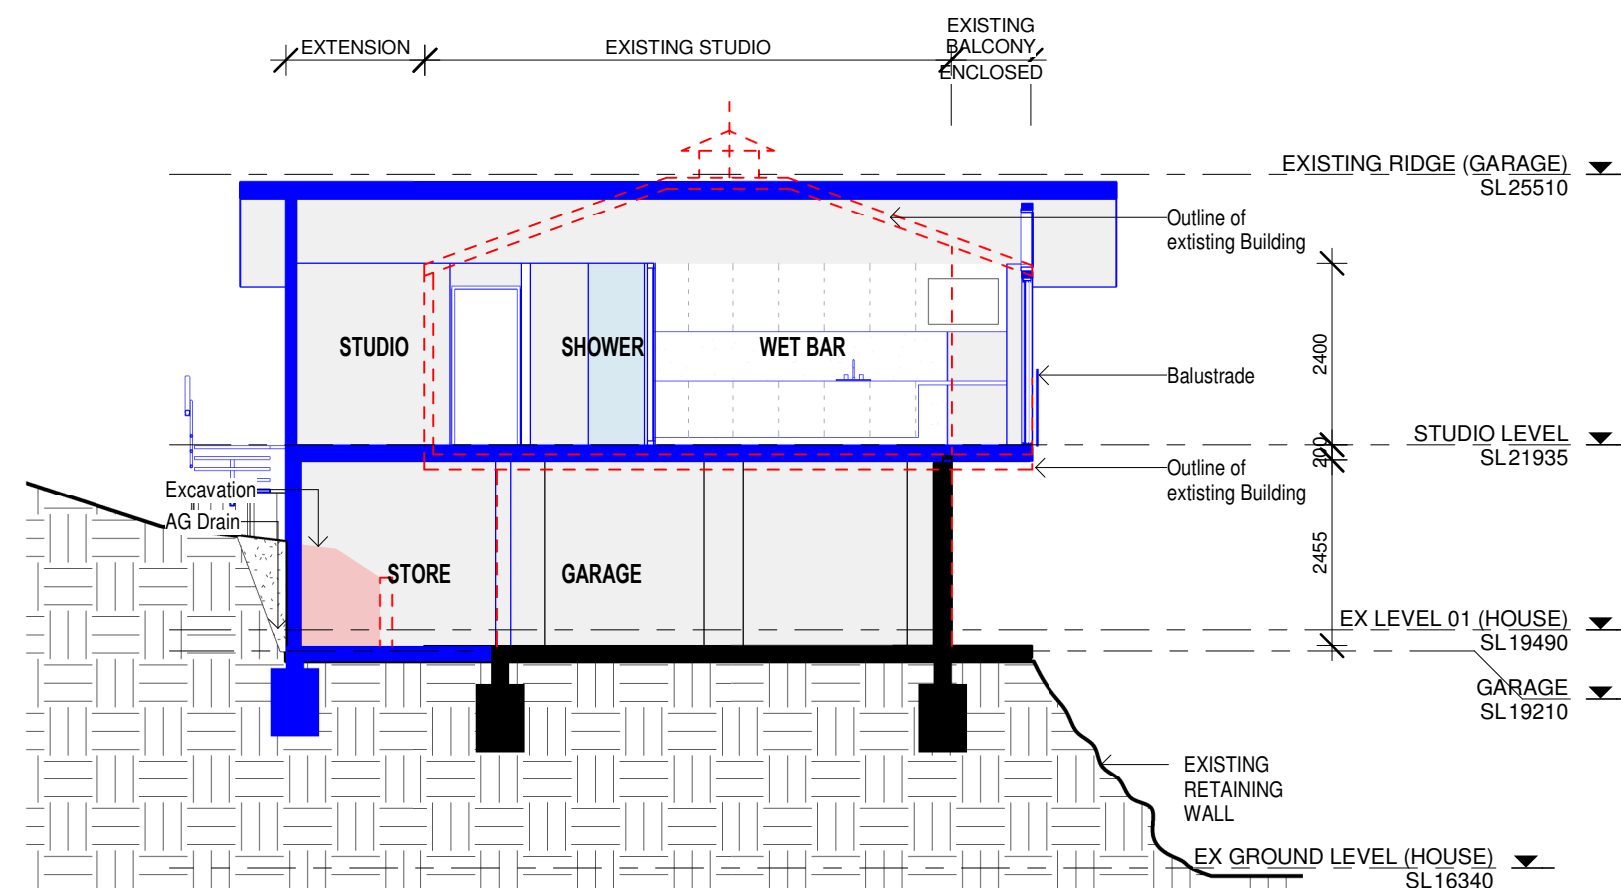 EXISTING
BALCONY
ENCLOSED
EXTENSION
EXISTING STUDIO
EXISTING RIDGE (GARAGE)
SL25510
Outline of
extisting Building
STUDIO
SHOWER
WET BAR
2400
Balustrade
STUDIO LEVEL
SL21935
200
Outline of
extisting Building
Excavation
AG Drain
STORE
GARAGE
2455
EX LEVEL 01 (HOUSE)
SL19490
GARAGE
SL19210
EXISTING
RETAINING
WALL
EX GROUND LEVEL (HOUSE)
SL16340